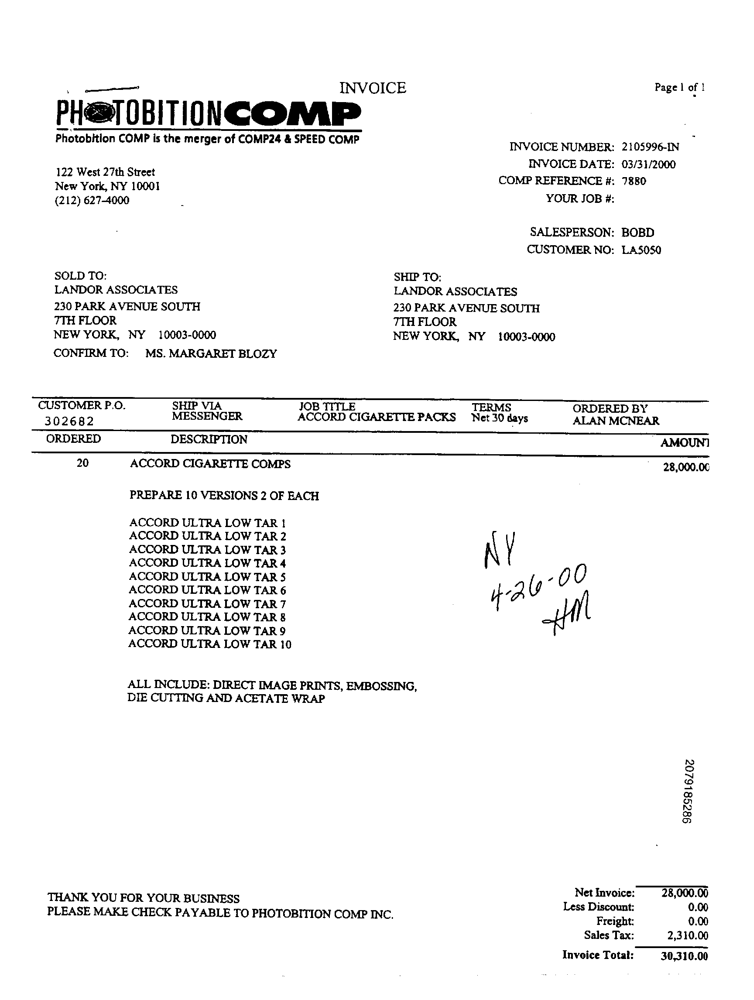 INVOICE
Page 1 of 1
PHOTOBITIONCOMP
Photobition COMP is the merger of COMP24 & SPEED COMP
122 West 27th Street
New York, NY 10001
(212) 627-4000
INVOICE NUMBER: 2105996-IN
INVOICE DATE: 03/31/2000
COMP REFERENCE #: 7880
YOUR JOB #:
SALESPERSON: BOBD
CUSTOMER NO: LA5050
SOLD TO:
LANDOR ASSOCIATES
230 PARK AVENUE SOUTH
7TH FLOOR
NEW YORK, NY 10003-0000
CONFIRM TO: MS. MARGARET BLOZY
SHIP TO:
LANDOR ASSOCIATES
230 PARK AVENUE SOUTH
7TH FLOOR
NEW YORK, NY 10003-0000
CUSTOMER P.O. SHIP VIA JOB TITLE TERMS ORDERED BY
302682 MESSENGER ACCORD CIGARETTE PACKS Net 30 days ALAN MCNEAR
ORDERED DESCRIPTION AMOUNT
20 ACCORD CIGARETTE COMPS 28,000.00
PREPARE 10 VERSIONS 2 OF EACH
ACCORD ULTRA LOW TAR 1
ACCORD ULTRA LOW TAR 2
ACCORD ULTRA LOW TAR 3
ACCORD ULTRA LOW TAR 4
ACCORD ULTRA LOW TAR 5
ACCORD ULTRA LOW TAR 6
ACCORD ULTRA LOW TAR 7
ACCORD ULTRA LOW TAR 8
ACCORD ULTRA LOW TAR 9
ACCORD ULTRA LOW TAR 10
NY
4-26-00
HM
ALL INCLUDE: DIRECT IMAGE PRINTS, EMBOSSING,
DIE CUTTING AND ACETATE WRAP
2079185286
THANK YOU FOR YOUR BUSINESS
PLEASE MAKE CHECK PAYABLE TO PHOTOBITION COMP INC.
Net Invoice: 28,000.00
Less Discount: 0.00
Freight: 0.00
Sales Tax: 2,310.00
Invoice Total: 30,310.00